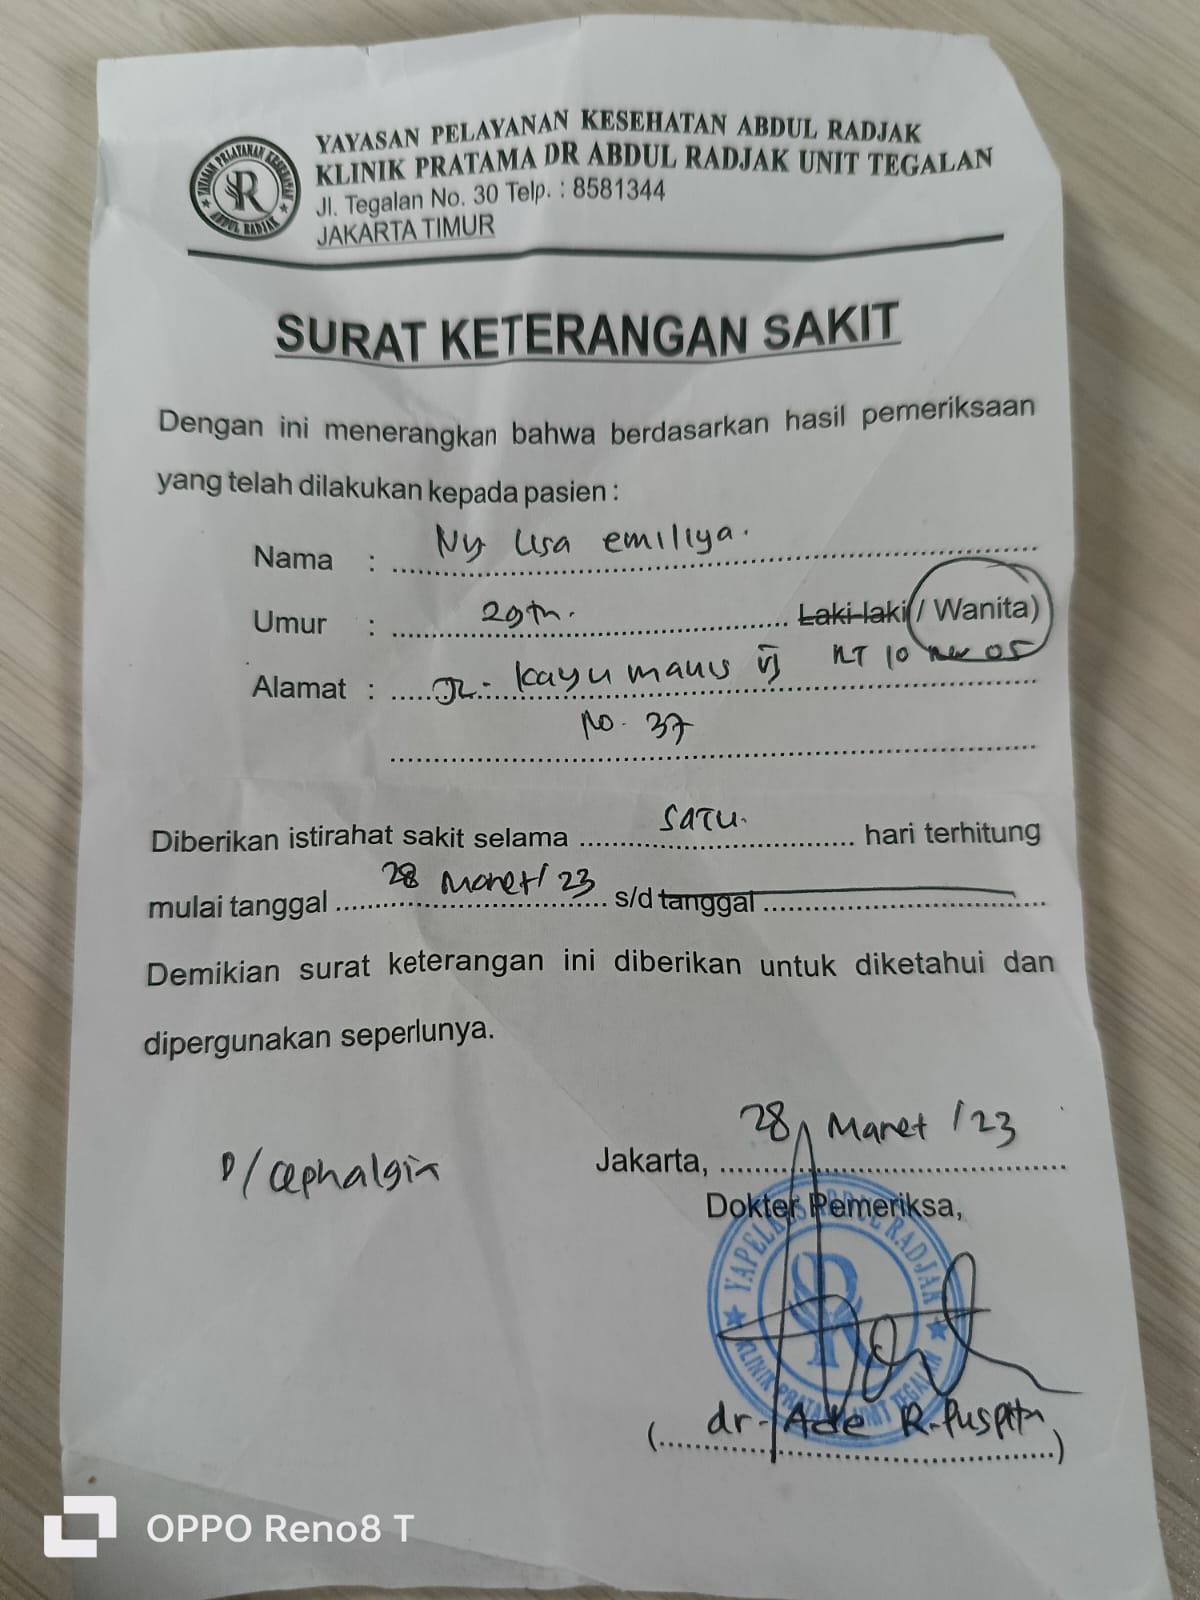 YAYASAN PELAYANAN KESEHATAN ABDUL RADJAK
KLINIK PRATAMA DR ABDUL RADJAK UNIT TEGALAN
Jl. Tegalan No. 30 Telp. : 8581344
JAKARTA TIMUR
YAYASAN PELAYANAN KESEHATAN
ABDUL RADJAK
SURAT KETERANGAN SAKIT
Dengan ini menerangkan bahwa berdasarkan hasil pemeriksaan
yang telah dilakukan kepada pasien :
Nama : Ny Lisa emiliya.
Umur : 29th. Laki-laki / Wanita)
Alamat : JL. Kayu manis VI RT 10 RW 05
No. 37
Diberikan istirahat sakit selama SATU. hari terhitung
mulai tanggal 28 Maret/23 s/d tanggal
Demikian surat keterangan ini diberikan untuk diketahui dan
dipergunakan seperlunya.
28 Maret /23
Jakarta,
D/ cephalgia
Dokter Pemeriksa,
YAPELKES ABDUL RADJAK
KLINIK PRATAMA UNIT TEGALAN
(dr. Ade R. Puspita)
OPPO Reno8 T